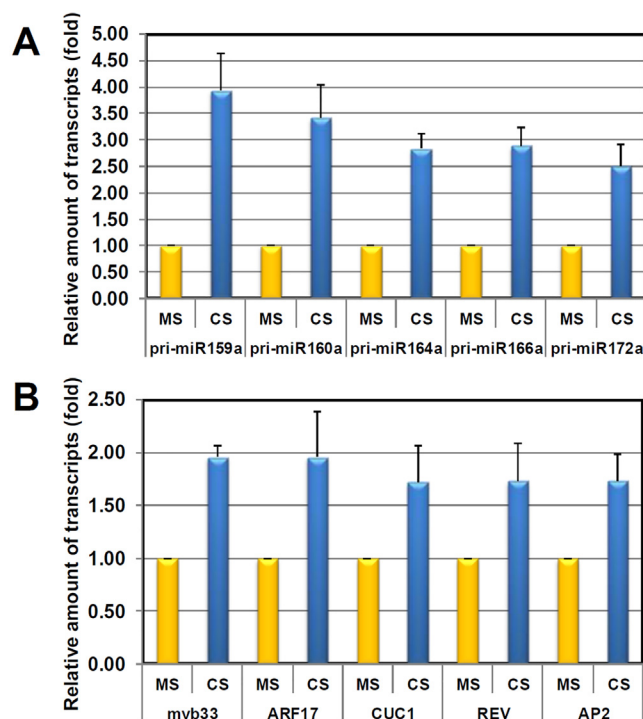 A
Relative amount of transcripts (fold)
5.00
4.50
4.00
3.50
3.00
2.50
2.00
1.50
1.00
0.50
0.00
MS CS MS CS MS CS MS CS MS CS
pri-miR159a pri-miR160a pri-miR164a pri-miR166a pri-miR172a
B
Relative amount of transcripts (fold)
2.50
2.00
1.50
1.00
0.50
0.00
MS CS MS CS MS CS MS CS MS CS
myb33 ARF17 CUC1 REV AP2